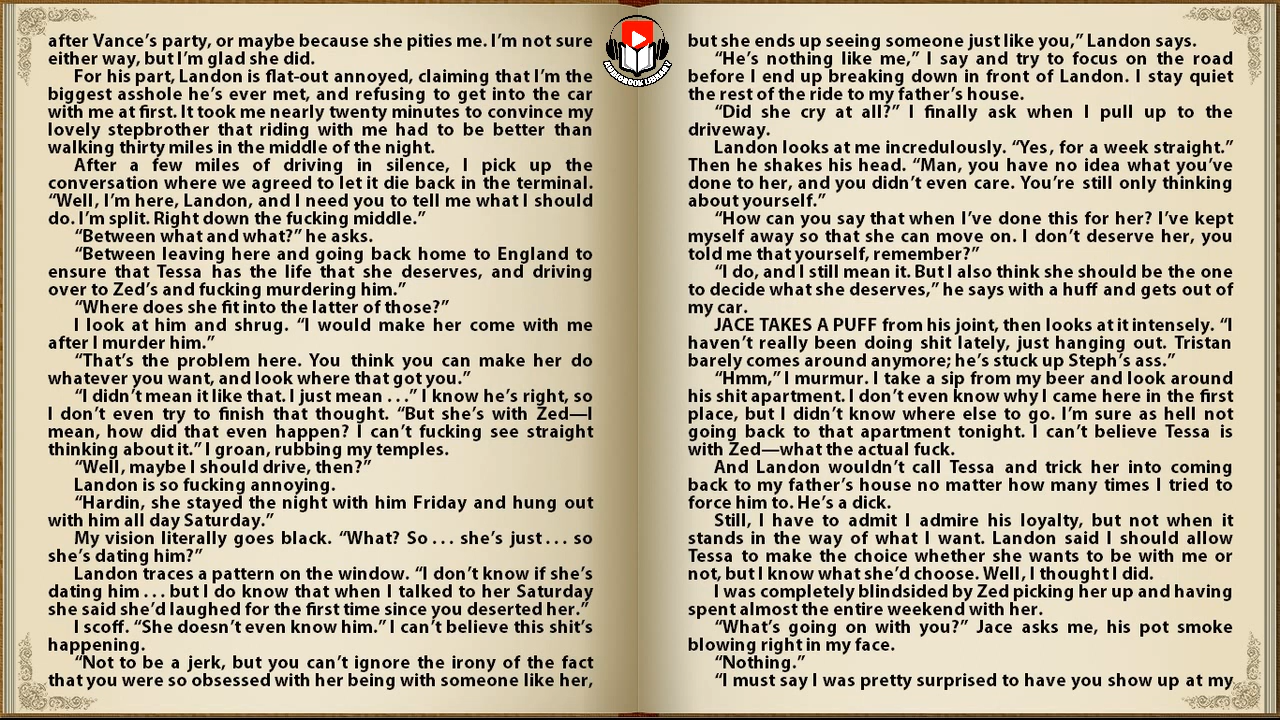 after Vance’s party, or maybe because she pities me. I’m not sure
either way, but I’m glad she did.
For his part, Landon is flat-out annoyed, claiming that I’m the
biggest asshole he’s ever met, and refusing to get into the car
with me at first. It took me nearly twenty minutes to convince my
lovely stepbrother that riding with me had to be better than
walking thirty miles in the middle of the night.
After a few miles of driving in silence, I pick up the
conversation where we agreed to let it die back in the terminal.
“Well, I’m here, Landon, and I need you to tell me what I should
do. I’m split. Right down the fucking middle.”
“Between what and what?” he asks.
“Between leaving here and going back home to England to
ensure that Tessa has the life that she deserves, and driving
over to Zed’s and fucking murdering him.”
“Where does she fit into the latter of those?”
I look at him and shrug. “I would make her come with me
after I murder him.”
“That’s the problem here. You think you can make her do
whatever you want, and look where that got you.”
“I didn’t mean it like that. I just mean . . .” I know he’s right, so
I don’t even try to finish that thought. “But she’s with Zed—I
mean, how did that even happen? I can’t fucking see straight
thinking about it.” I groan, rubbing my temples.
“Well, maybe I should drive, then?”
Landon is so fucking annoying.
“Hardin, she stayed the night with him Friday and hung out
with him all day Saturday.”
My vision literally goes black. “What? So . . . she’s just . . . so
she’s dating him?”
Landon traces a pattern on the window. “I don’t know if she’s
dating him . . . but I do know that when I talked to her Saturday
she said she’d laughed for the first time since you deserted her.”
I scoff. “She doesn’t even know him.” I can’t believe this shit’s
happening.
“Not to be a jerk, but you can’t ignore the irony of the fact
that you were so obsessed with her being with someone like her,
AUDIOBOOK LIBRARY
but she ends up seeing someone just like you,” Landon says.
“He’s nothing like me,” I say and try to focus on the road
before I end up breaking down in front of Landon. I stay quiet
the rest of the ride to my father’s house.
“Did she cry at all?” I finally ask when I pull up to the
driveway.
Landon looks at me incredulously. “Yes, for a week straight.”
Then he shakes his head. “Man, you have no idea what you’ve
done to her, and you didn’t even care. You’re still only thinking
about yourself.”
“How can you say that when I’ve done this for her? I’ve kept
myself away so that she can move on. I don’t deserve her, you
told me that yourself, remember?”
“I do, and I still mean it. But I also think she should be the one
to decide what she deserves,” he says with a huff and gets out of
my car.
JACE TAKES A PUFF from his joint, then looks at it intensely. “I
haven’t really been doing shit lately, just hanging out. Tristan
barely comes around anymore; he’s stuck up Steph’s ass.”
“Hmm,” I murmur. I take a sip from my beer and look around
his shit apartment. I don’t even know why I came here in the first
place, but I didn’t know where else to go. I’m sure as hell not
going back to that apartment tonight. I can’t believe Tessa is
with Zed—what the actual fuck.
And Landon wouldn’t call Tessa and trick her into coming
back to my father’s house no matter how many times I tried to
force him to. He’s a dick.
Still, I have to admit I admire his loyalty, but not when it
stands in the way of what I want. Landon said I should allow
Tessa to make the choice whether she wants to be with me or
not, but I know what she’d choose. Well, I thought I did.
I was completely blindsided by Zed picking her up and having
spent almost the entire weekend with her.
“What’s going on with you?” Jace asks me, his pot smoke
blowing right in my face.
“Nothing.”
“I must say I was pretty surprised to have you show up at my